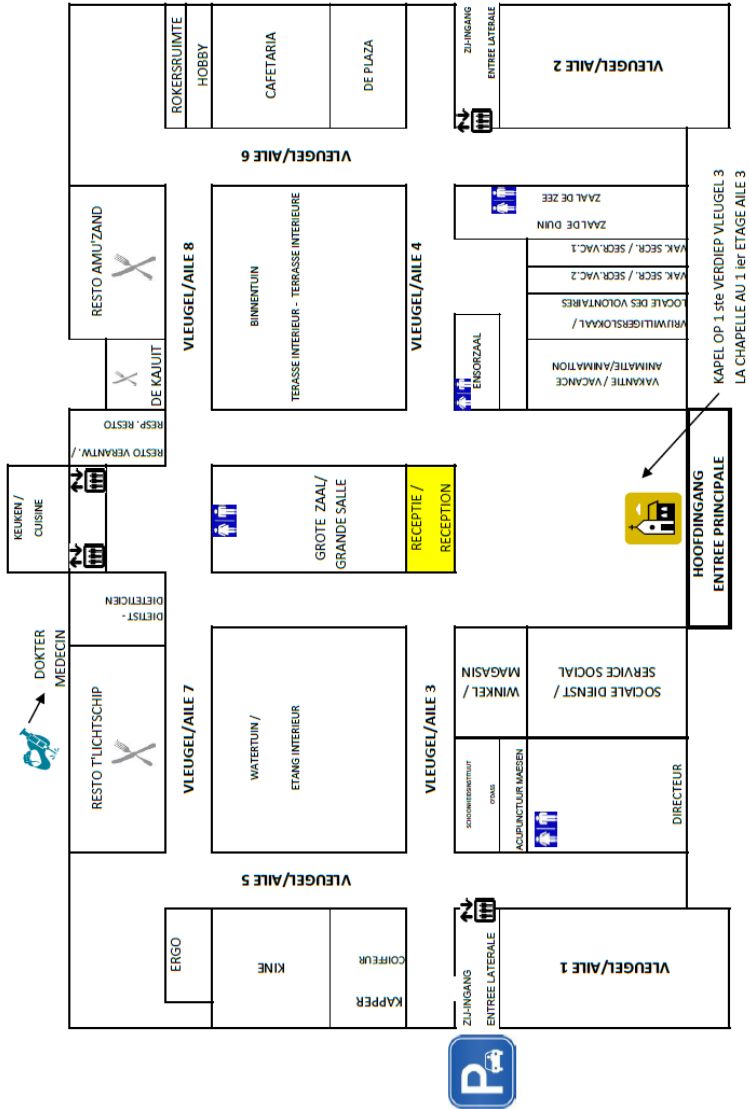 KEUKEN /
CUISINE
DOKTER
MEDECIN
RESTO T'LICHTSCHIP
DIETIST-
DIETETICIEN
RESTO VERANTW. /
RESP. RESTO
DE KAJUIT
RESTO AMU'ZAND
ERGO
VLEUGEL/AILE 7
VLEUGEL/AILE 8
ROKERSRUIMTE
HOBBY
KINE
KAPPER
COIFFEUR
VLEUGEL/AILE 5
WATERTUIN /
ETANG INTERIEUR
GROTE ZAAL/
GRANDE SALLE
BINNENTUIN
TERASSE INTERIEUR - TERRASSE INTERIEURE
VLEUGEL/AILE 6
CAFETARIA
DE PLAZA
RECEPTIE /
RECEPTION
VLEUGEL/AILE 3
VLEUGEL/AILE 4
P
ZIJ-INGANG
ENTREE LATERALE
SCHOONHEIDSINSTITUUT
O'DASS
ACUPUNCTUUR MAESEN
WINKEL /
MAGASIN
ENSORZAAL
ZAAL DE DUIN
ZAAL DE ZEE
ZIJ-INGANG
ENTREE LATERALE
VLEUGEL/AILE 1
DIRECTEUR
SOCIALE DIENST /
SERVICE SOCIAL
VAKANTIE / VACANCE
ANIMATIE/ANIMATION
VRIJWILLIGERSLOKAAL /
LOCALE DES VOLONTAIRES
VAK. SECR. / SECR.VAC.2
VAK. SECR. / SECR.VAC.1
VLEUGEL/AILE 2
HOOFDINGANG
ENTREE PRINCIPALE
KAPEL OP 1 ste VERDIEP VLEUGEL 3
LA CHAPELLE AU 1 ier ETAGE AILE 3